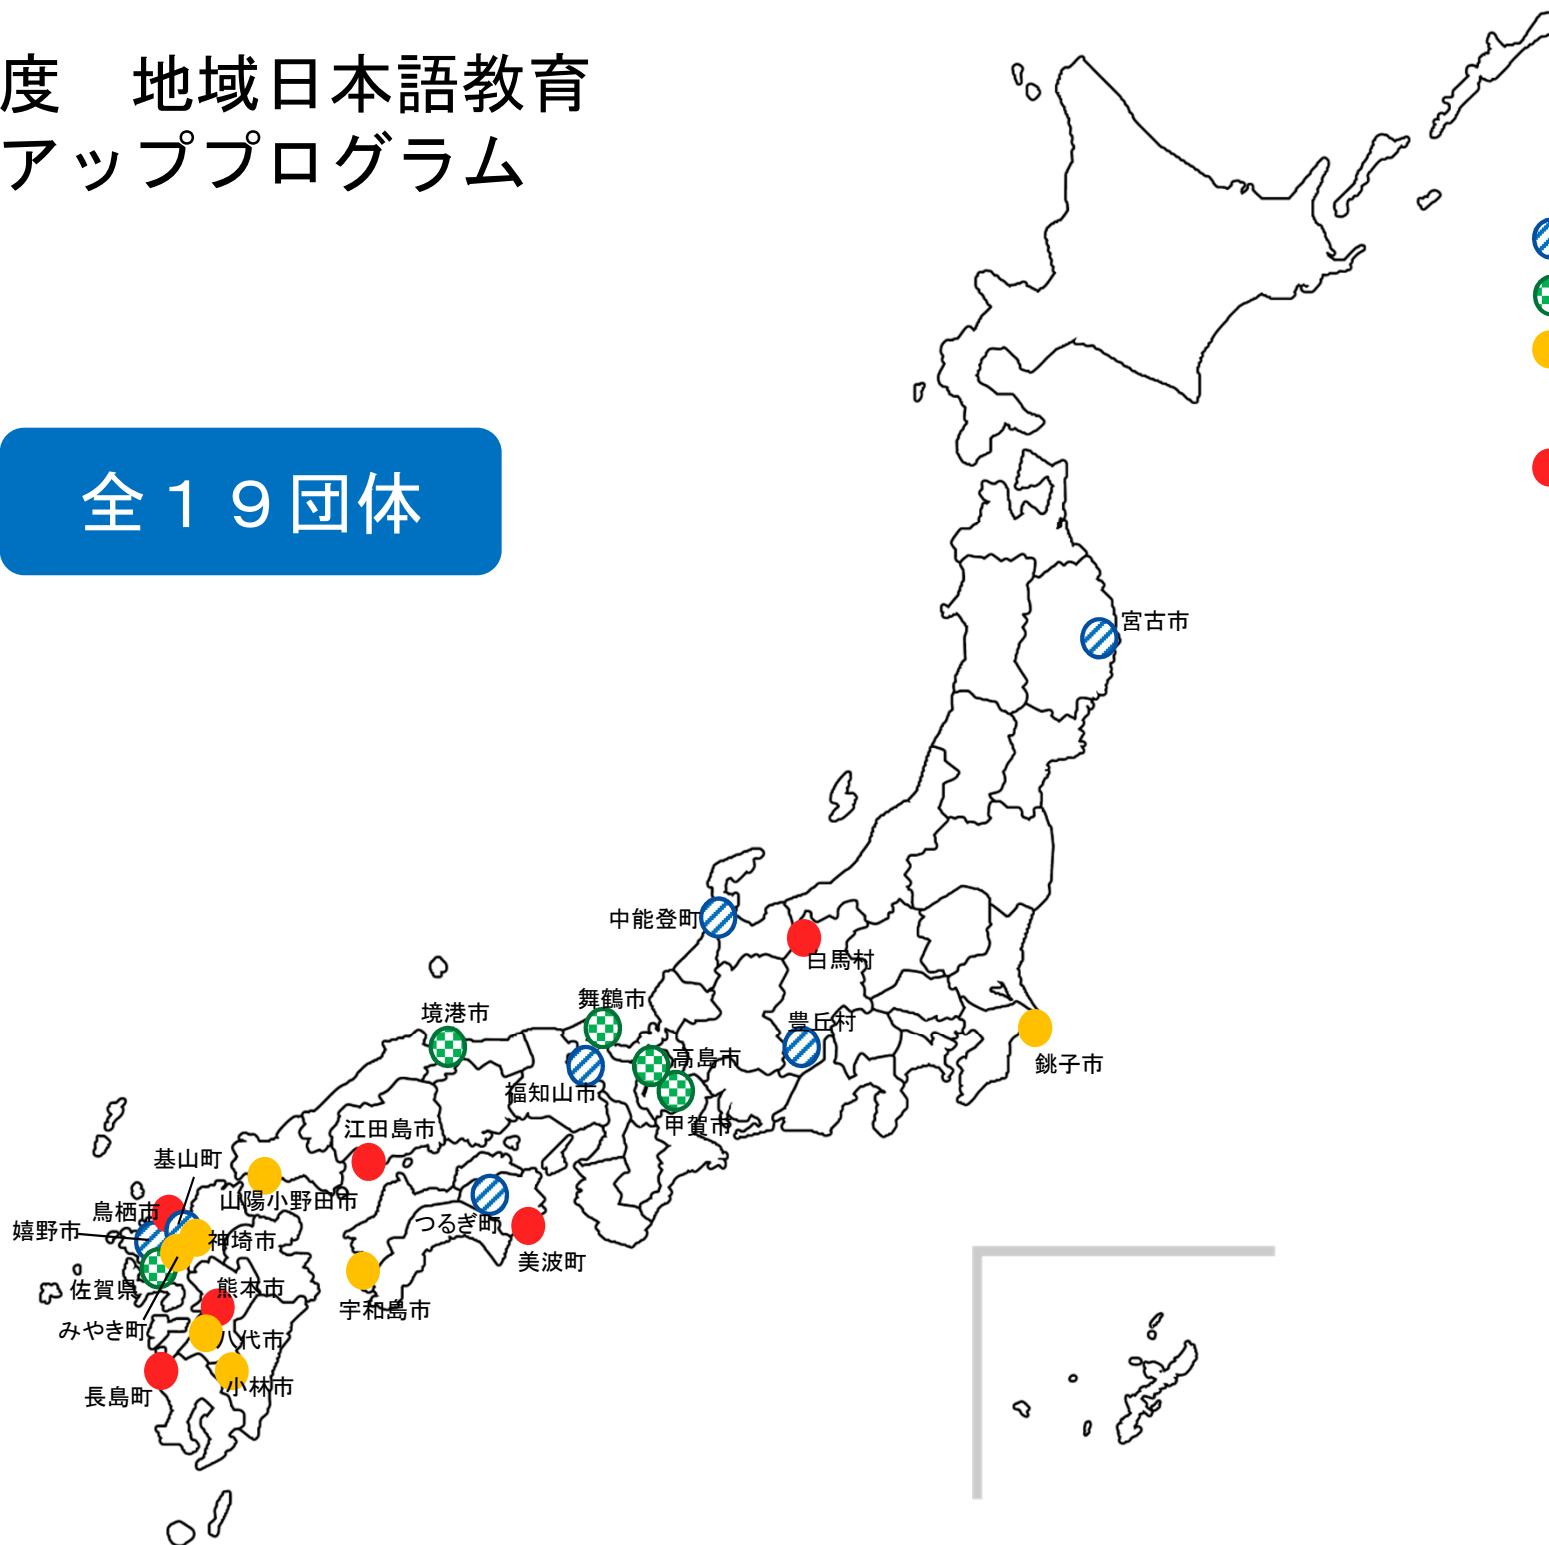 度　地域日本語教育
アッププログラム
全１９団体
宮古市
中能登町
白馬村
舞鶴市
境港市
豊丘村
高島市
銚子市
福知山市
甲賀市
江田島市
基山町
山陽小野田市
鳥栖市
つるぎ町
嬉野市
神埼市
美波町
佐賀県
熊本市
宇和島市
みやき町
八代市
小林市
長島町